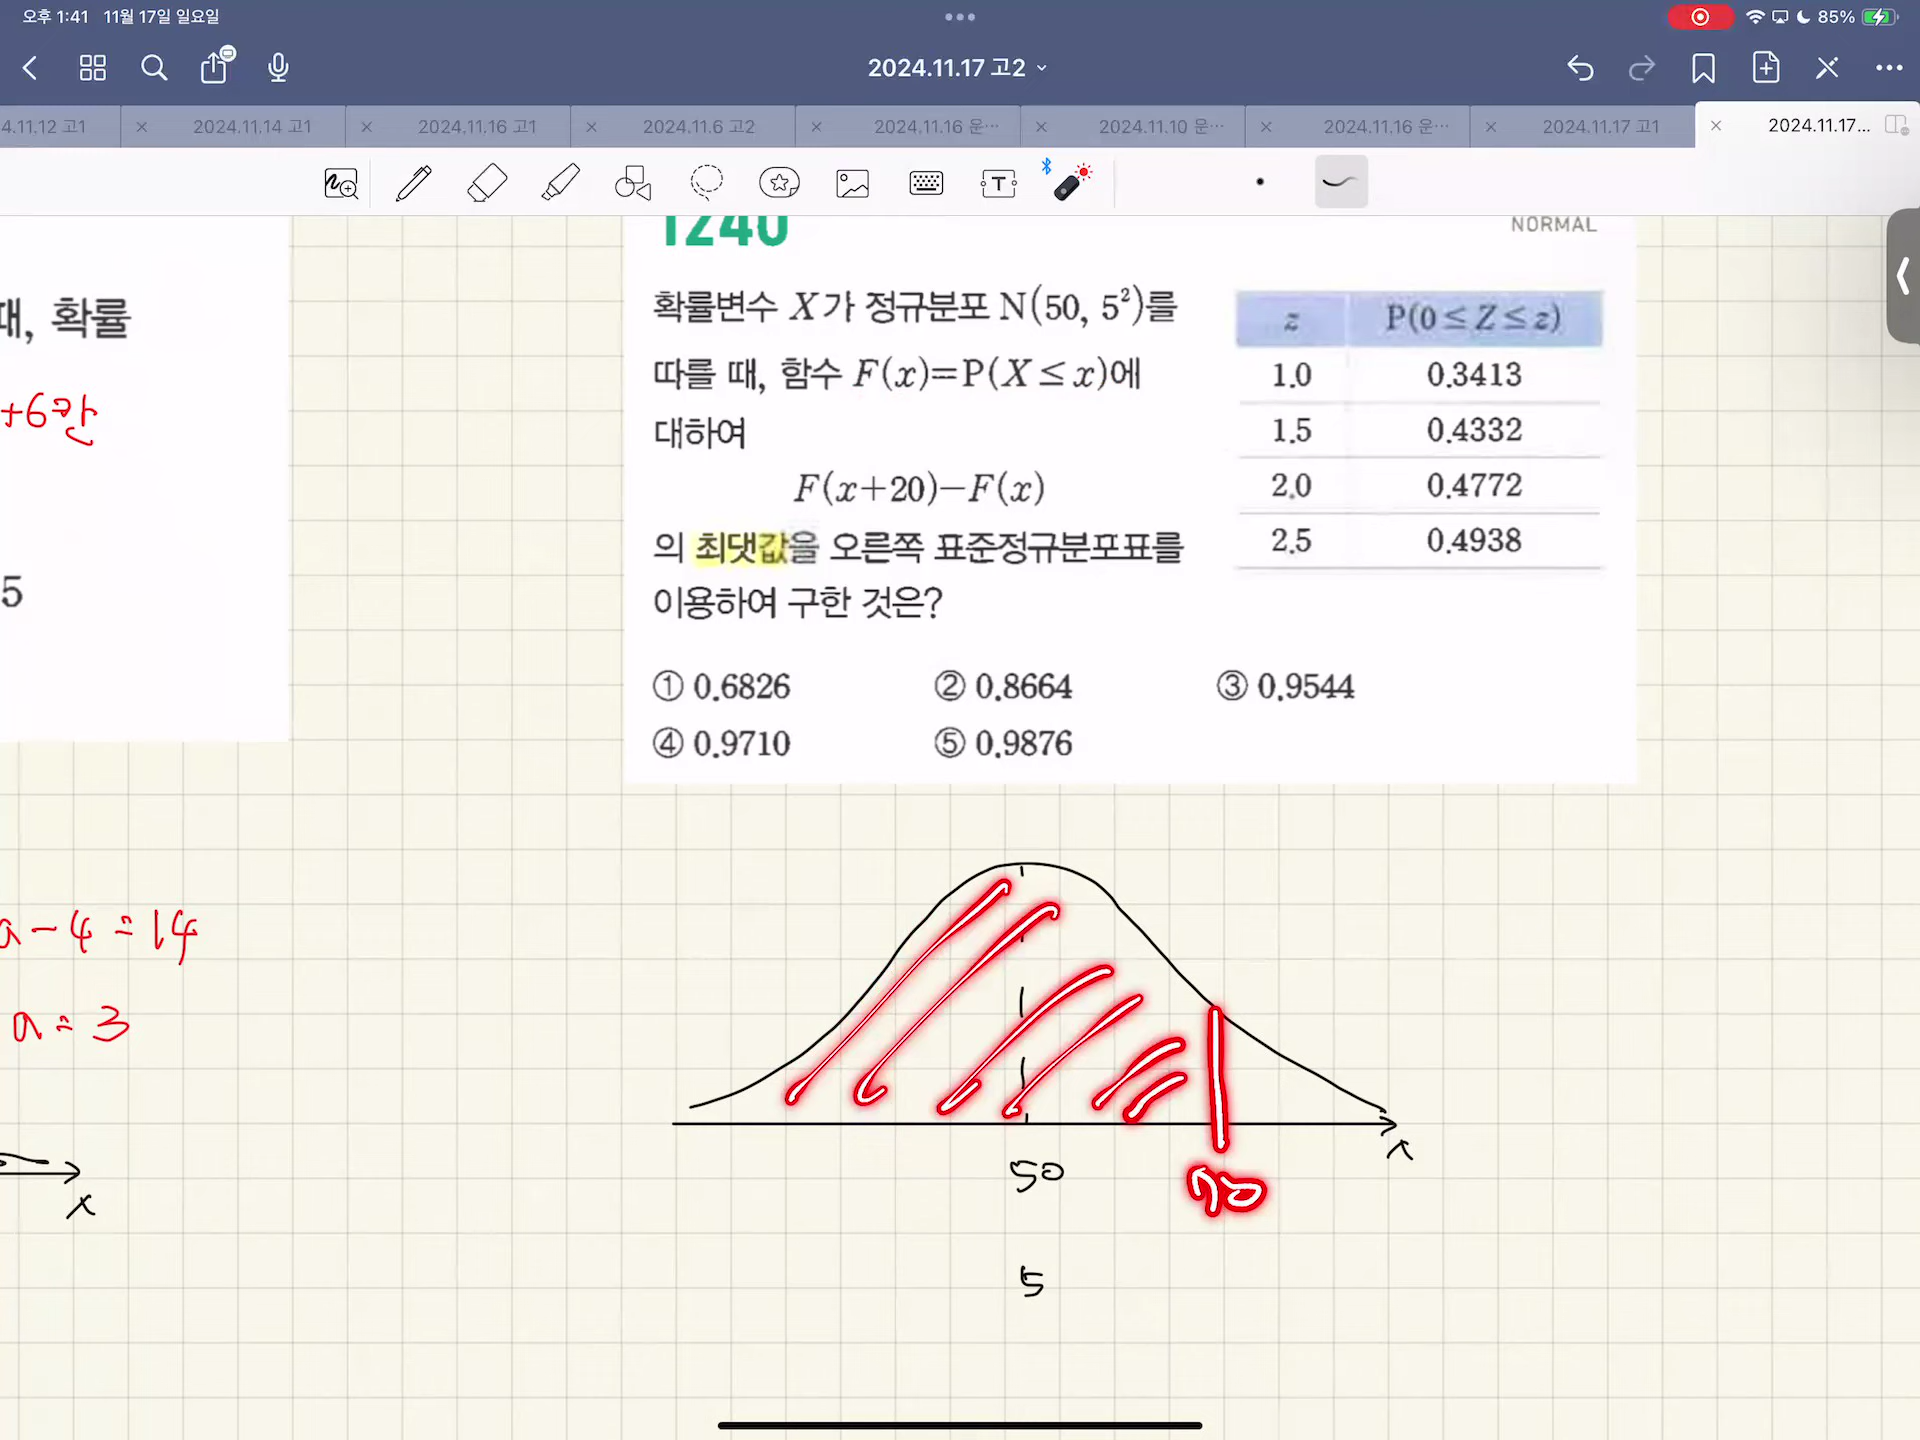 오후 1:41 11월 17일 일요일
85%
2024.11.17 고2
4.11.12 고1
2024.11.14 고1
2024.11.16 고1
2024.11.6 고2
2024.11.16 운…
2024.11.10 문…
2024.11.16 운…
2024.11.17 고1
2024.11.17...
1240
NORMAL
때, 확률
+6만
5
a-4=14
a=3
x
확률변수 X가 정규분포 N(50, 5²)를
따를 때, 함수 F(x)=P(X≤x)에
대하여
F(x+20)-F(x)
의 최댓값을 오른쪽 표준정규분포표를
이용하여 구한 것은?
z P(0≤Z≤z)
1.0 0.3413
1.5 0.4332
2.0 0.4772
2.5 0.4938
① 0.6826 ② 0.8664 ③ 0.9544
④ 0.9710 ⑤ 0.9876
x
50
70
5